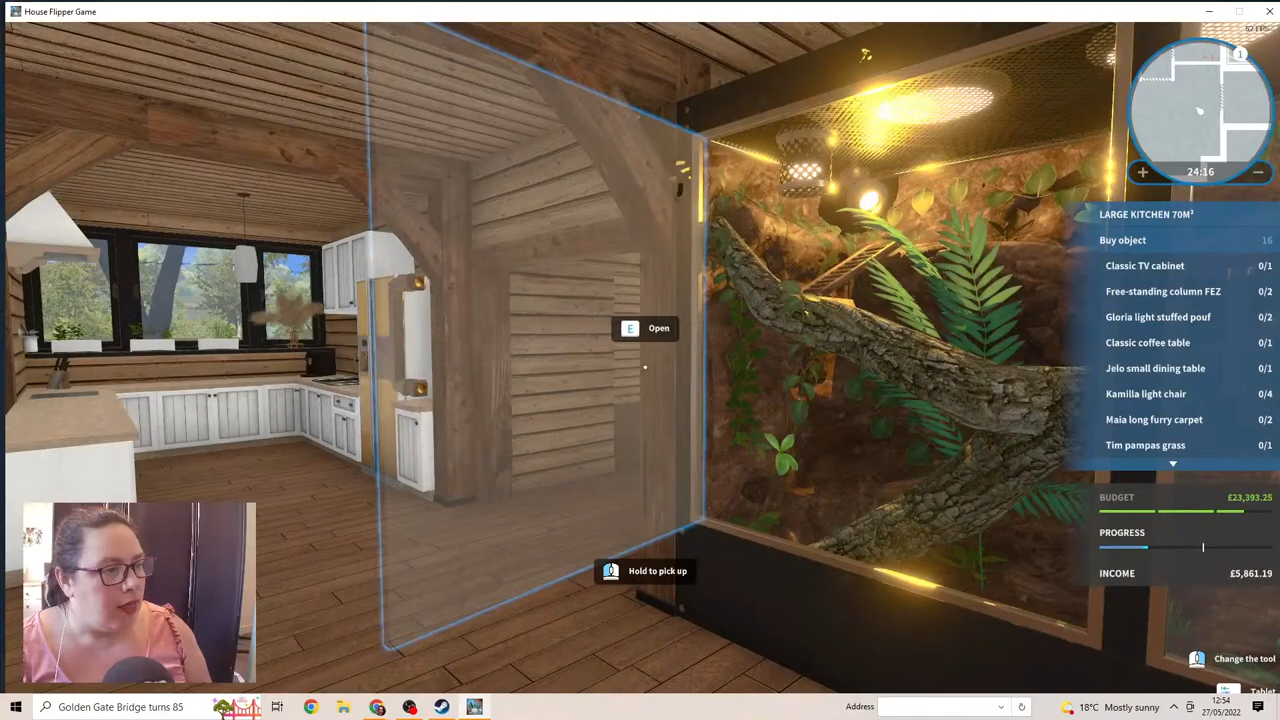 House Flipper Game
1
24:16
LARGE KITCHEN 70M²
Buy object 16
Classic TV cabinet 0/1
Free-standing column FEZ 0/2
Gloria light stuffed pouf 0/2
Classic coffee table 0/1
Jelo small dining table 0/1
Kamilla light chair 0/4
Maia long furry carpet 0/2
Tim pampas grass 0/1
E Open
Hold to pick up
BUDGET £23,393.25
PROGRESS
INCOME £5,861.19
Change the tool
Tablet
Golden Gate Bridge turns 85
Address
18°C Mostly sunny
12:54
27/05/2022